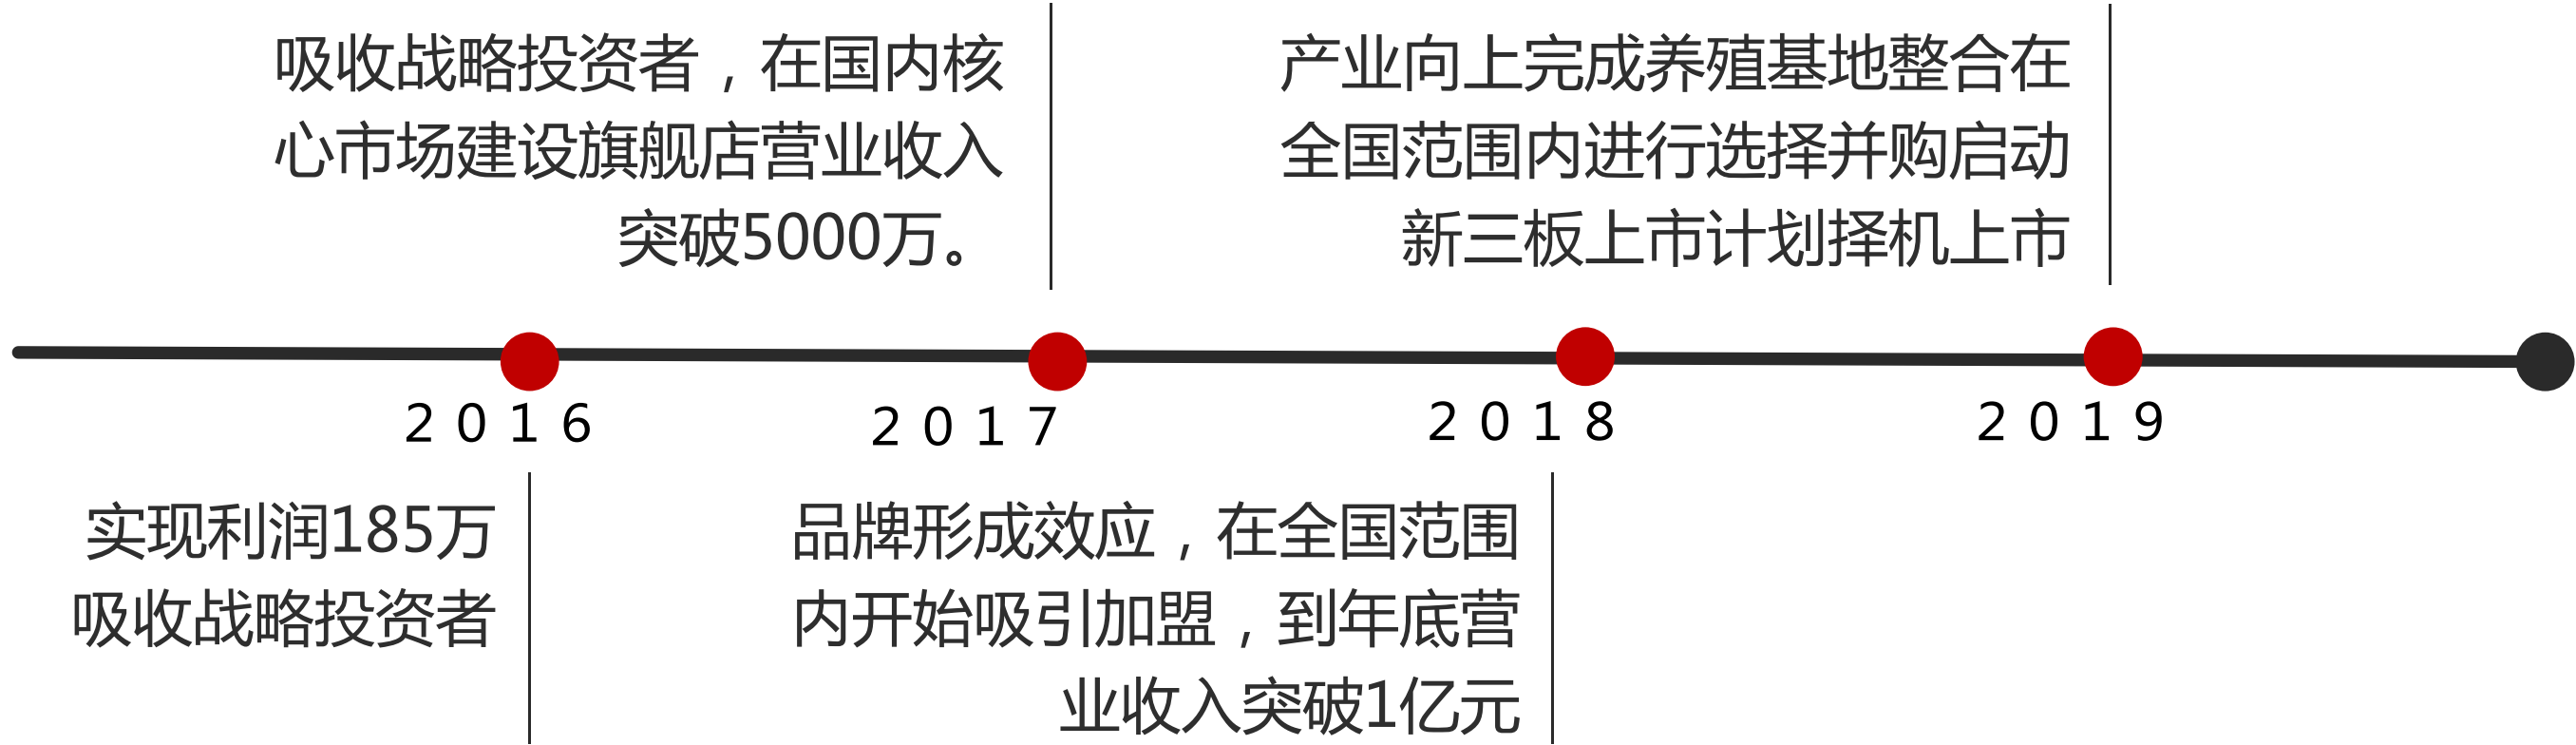 吸收战略投资者，在国内核
心市场建设旗舰店营业收入
突破5000万。
产业向上完成养殖基地整合在
全国范围内进行选择并购启动
新三板上市计划择机上市
2016
2017
2018
2019
实现利润185万
吸收战略投资者
品牌形成效应，在全国范围
内开始吸引加盟，到年底营
业收入突破1亿元